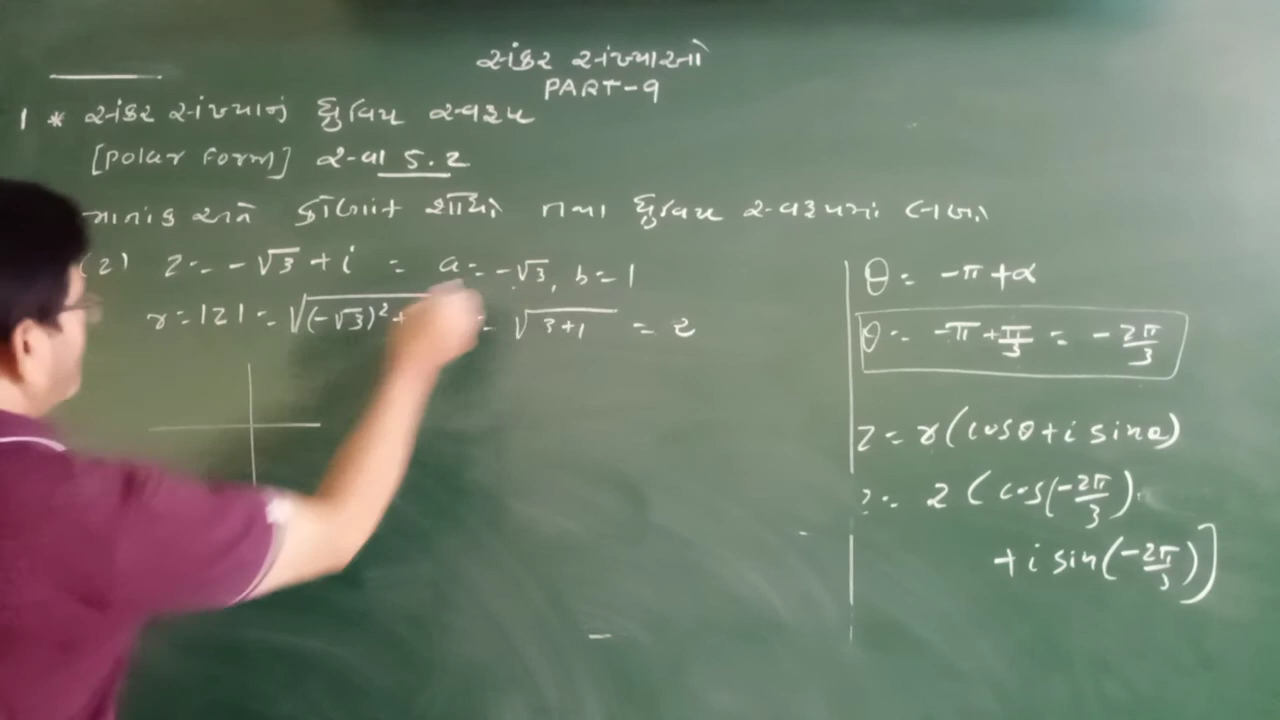 સંકર સંખ્યાઓ
PART-9
1 * સંકર સંખ્યાનું ધ્રુવીય સ્વરૂપ
[Polar Form] સ્વા 5.2
માનાંક અને કોણાંક શોધો તથા ધ્રુવીય સ્વરૂપમાં લખો
(2) z = -√3 + i = a = -√3, b = 1
r = |z| = √(-√3)² + = √3+1 = 2
θ = -π + α
θ = -π + π/3 = -2π/3
z = r(cosθ + i sinθ)
z = 2 (cos(-2π/3)
+ i sin(-2π/3)]